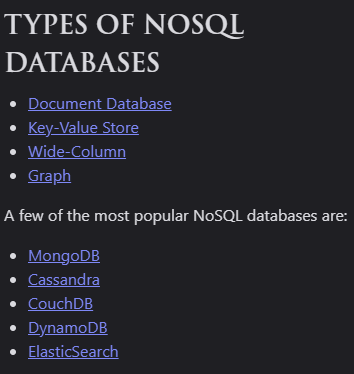 TYPES OF NOSQL
DATABASES
Document Database
Key-Value Store
Wide-Column
Graph
A few of the most popular NoSQL databases are:
MongoDB
Cassandra
CouchDB
DynamoDB
ElasticSearch